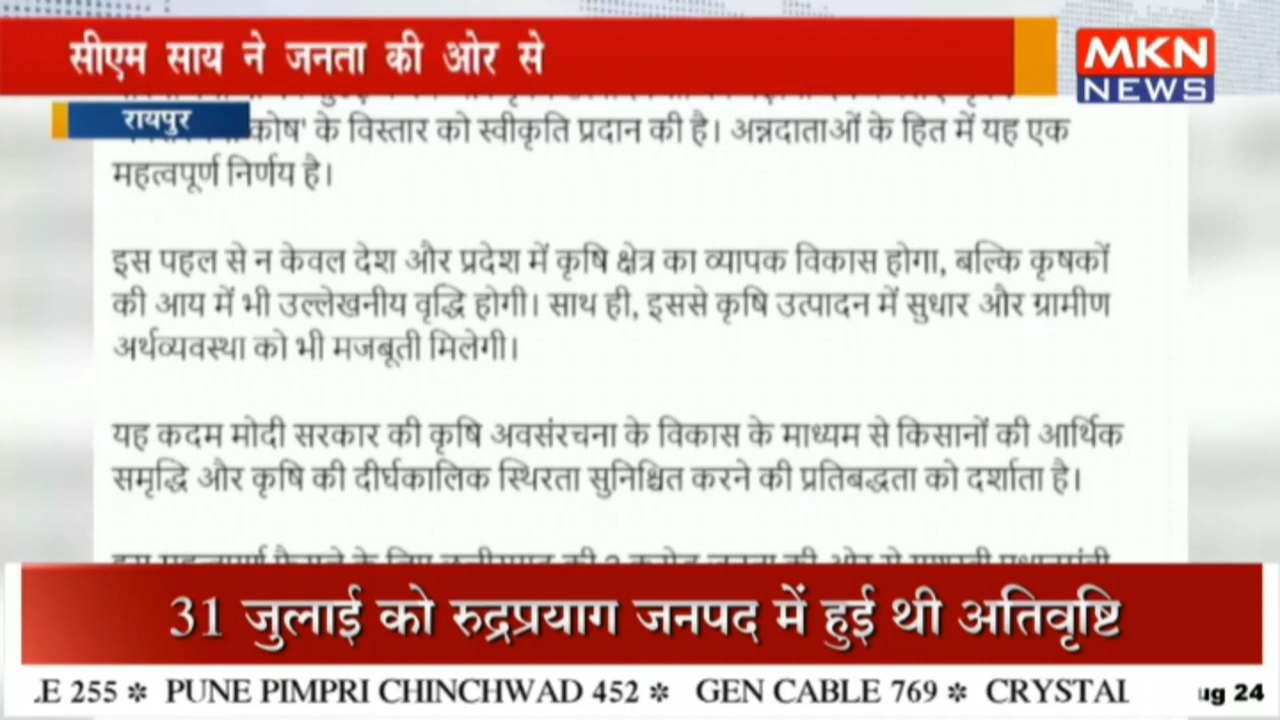 सीएम साय ने जनता की ओर से
MKN
NEWS
रायपुर
कोष' के विस्तार को स्वीकृति प्रदान की है। अन्नदाताओं के हित में यह एक
महत्वपूर्ण निर्णय है।
इस पहल से न केवल देश और प्रदेश में कृषि क्षेत्र का व्यापक विकास होगा, बल्कि कृषकों
की आय में भी उल्लेखनीय वृद्धि होगी। साथ ही, इससे कृषि उत्पादन में सुधार और ग्रामीण
अर्थव्यवस्था को भी मजबूती मिलेगी।
यह कदम मोदी सरकार की कृषि अवसंरचना के विकास के माध्यम से किसानों की आर्थिक
समृद्धि और कृषि की दीर्घकालिक स्थिरता सुनिश्चित करने की प्रतिबद्धता को दर्शाता है।
31 जुलाई को रुद्रप्रयाग जनपद में हुई थी अतिवृष्टि
.E 255 ✲ PUNE PIMPRI CHINCHWAD 452 ✲ GEN CABLE 769 ✲ CRYSTAL
ug 24